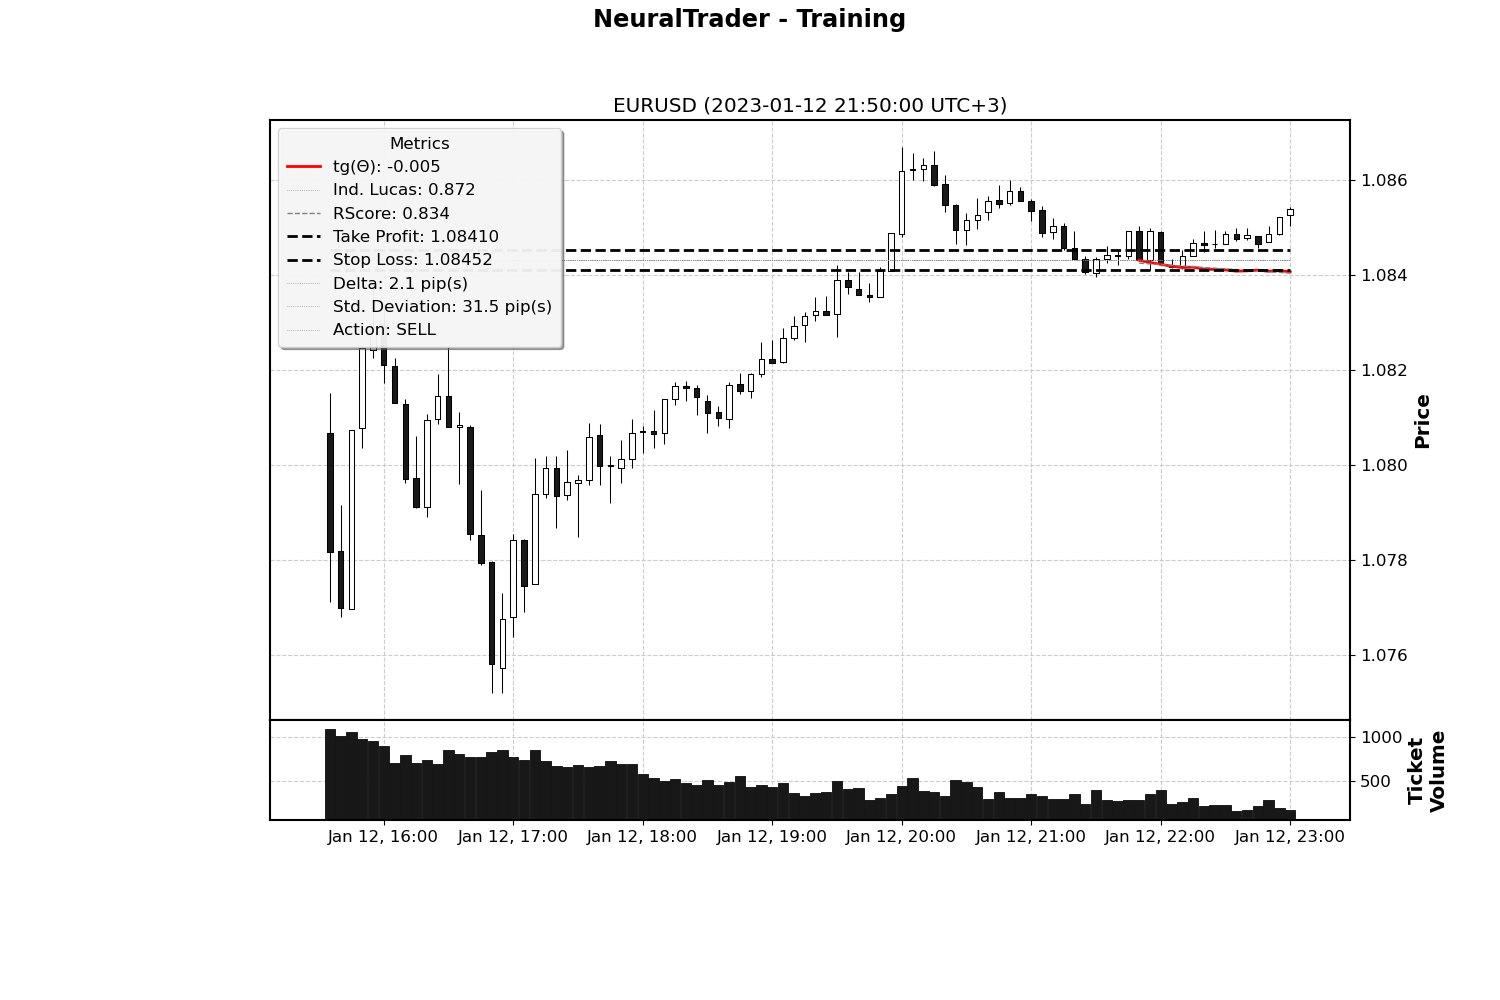 NeuralTrader - Training
EURUSD (2023-01-12 21:50:00 UTC+3)
Metrics
tg(Θ): -0.005
Ind. Lucas: 0.872
RScore: 0.834
Take Profit: 1.08410
Stop Loss: 1.08452
Delta: 2.1 pip(s)
Std. Deviation: 31.5 pip(s)
Action: SELL
1.086
1.084
1.082
1.080
1.078
1.076
Price
1000
500
Ticket
Volume
Jan 12, 16:00
Jan 12, 17:00
Jan 12, 18:00
Jan 12, 19:00
Jan 12, 20:00
Jan 12, 21:00
Jan 12, 22:00
Jan 12, 23:00